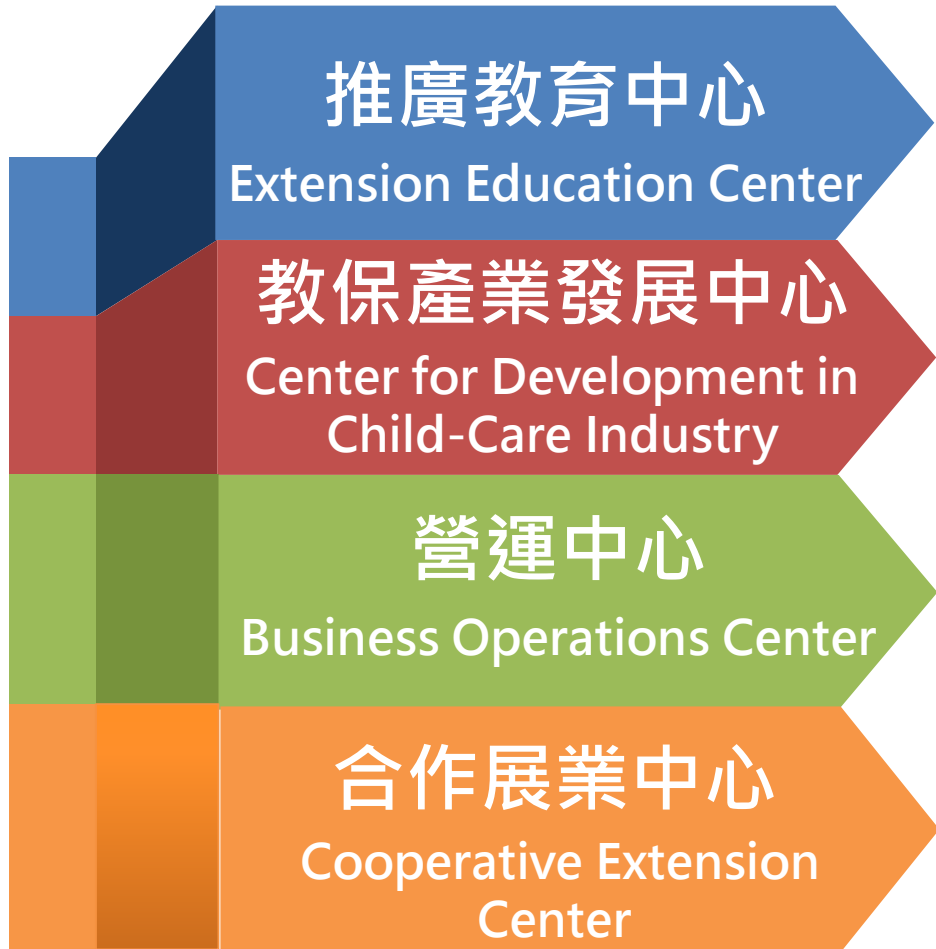 推廣教育中心
Extension Education Center
教保產業發展中心
Center for Development in
Child-Care Industry
營運中心
Business Operations Center
合作展業中心
Cooperative Extension
Center